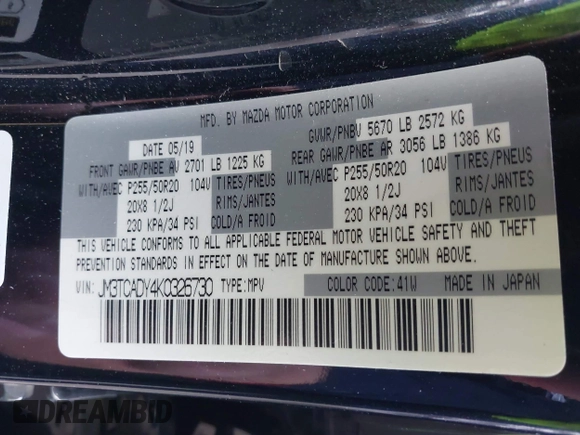 MFD. BY MAZDA MOTOR CORPORATION
DATE 05/19
GVWR/PNBV 5670 LB 2572 KG
FRONT GAWR/PNBE AV 2701 LB 1225 KG
REAR GAWR/PNBE AR 3056 LB 1386 KG
WITH/AVEC P255/50R20 104V TIRES/PNEUS
WITH/AVEC P255/50R20 104V TIRES/PNEUS
20X8 1/2J RIMS/JANTES
20X8 1/2J RIMS/JANTES
230 KPA/34 PSI COLD/A FROID
230 KPA/34 PSI COLD/A FROID
THIS VEHICLE CONFORMS TO ALL APPLICABLE FEDERAL MOTOR VEHICLE SAFETY AND THEFT
PREVENTION STANDARDS IN EFFECT ON THE DATE OF MANUFACTURE SHOWN ABOVE.
VIN: JM3TCADY4K0326730 TYPE:MPV
COLOR CODE:41W MADE IN JAPAN
DREAMBID